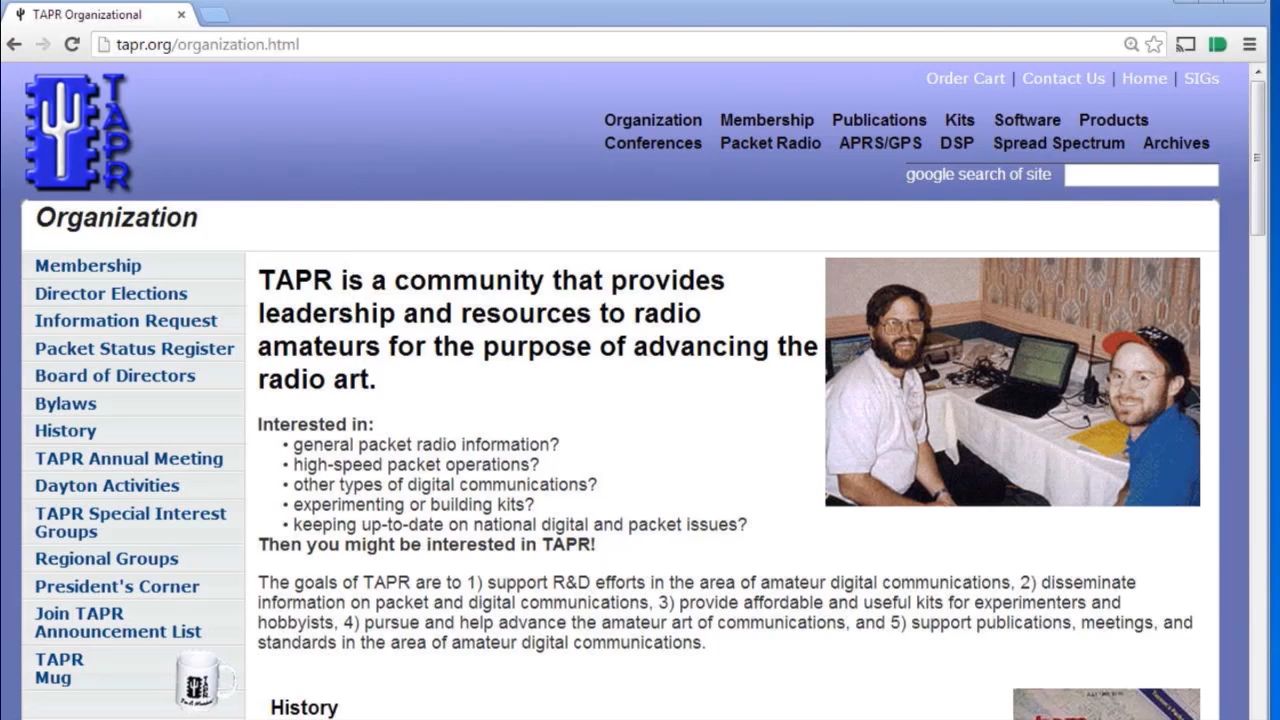 TAPR Organizational
tapr.org/organization.html
Order Cart | Contact Us | Home | SIGs
TAPR
Organization Membership Publications Kits Software Products
Conferences Packet Radio APRS/GPS DSP Spread Spectrum Archives
google search of site
Organization
Membership
Director Elections
Information Request
Packet Status Register
Board of Directors
Bylaws
History
TAPR Annual Meeting
Dayton Activities
TAPR Special Interest
Groups
Regional Groups
President's Corner
Join TAPR
Announcement List
TAPR
Mug
TAPR is a community that provides
leadership and resources to radio
amateurs for the purpose of advancing the
radio art.
Interested in:
• general packet radio information?
• high-speed packet operations?
• other types of digital communications?
• experimenting or building kits?
• keeping up-to-date on national digital and packet issues?
Then you might be interested in TAPR!
The goals of TAPR are to 1) support R&D efforts in the area of amateur digital communications, 2) disseminate
information on packet and digital communications, 3) provide affordable and useful kits for experimenters and
hobbyists, 4) pursue and help advance the amateur art of communications, and 5) support publications, meetings, and
standards in the area of amateur digital communications.
History